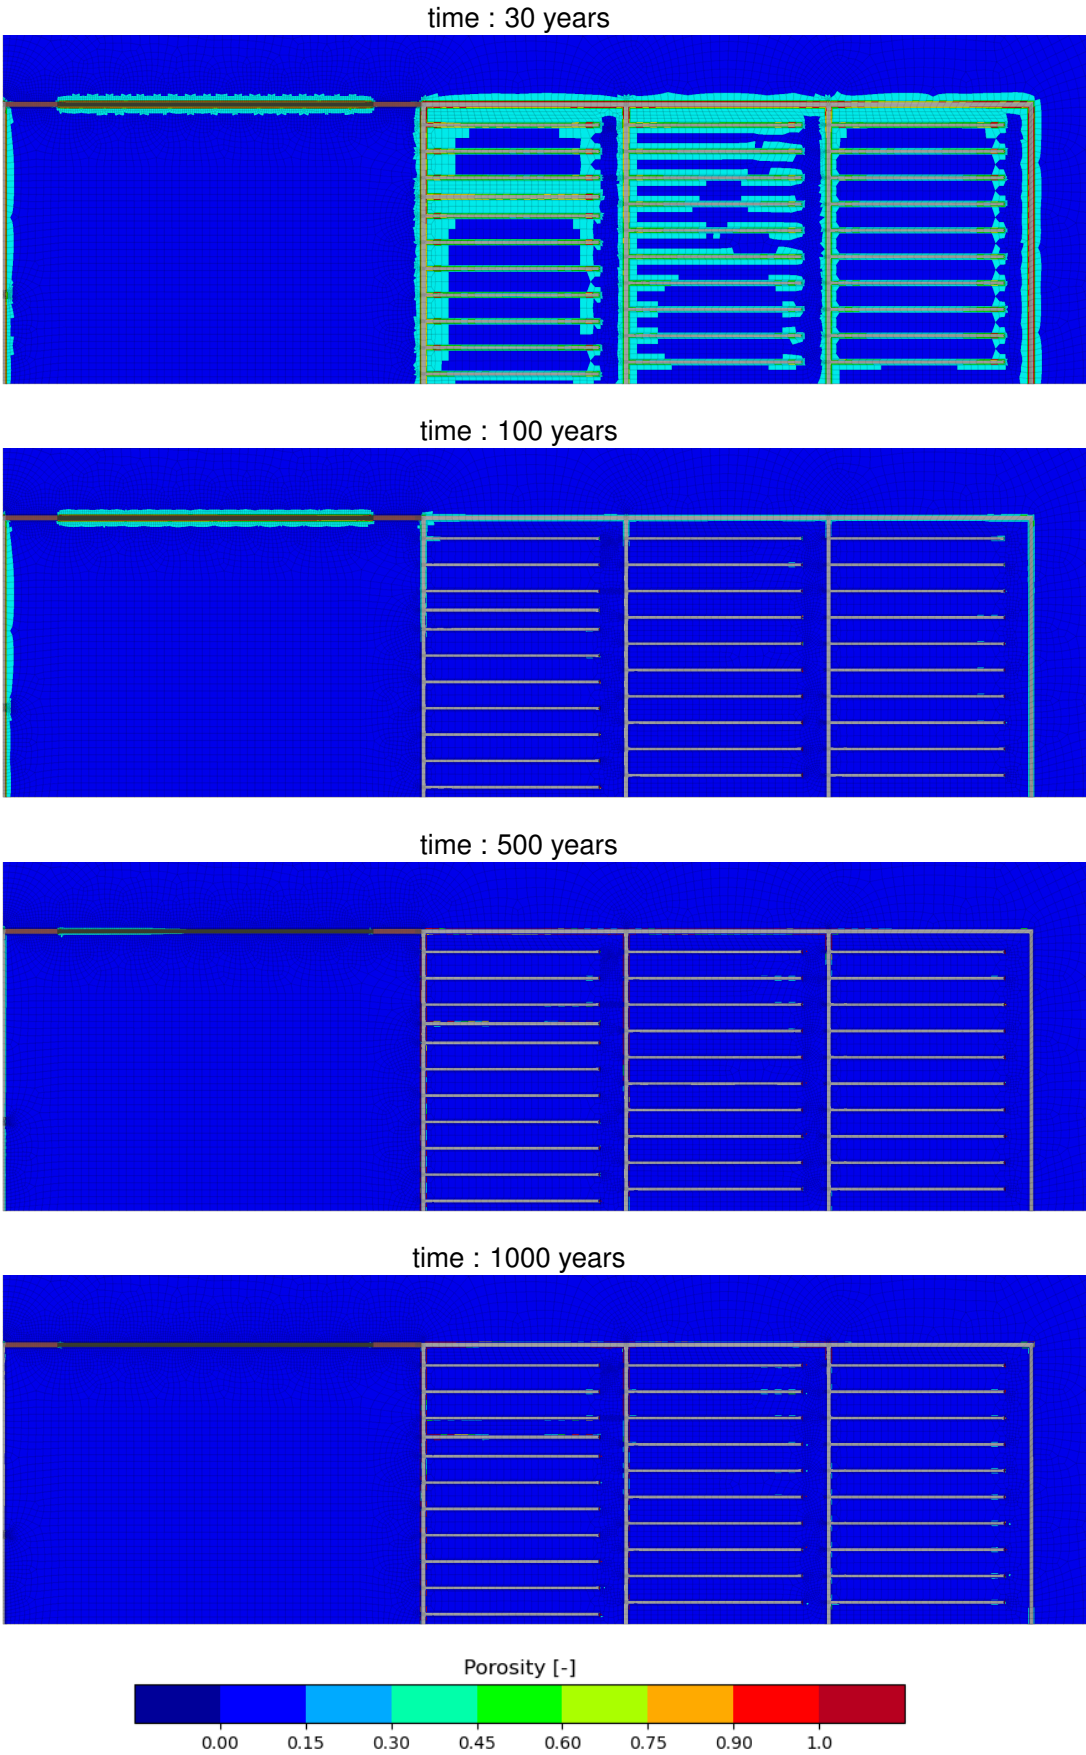 time : 30 years
time : 100 years
time : 500 years
time : 1000 years
Porosity [-]
0.00 0.15 0.30 0.45 0.60 0.75 0.90 1.0